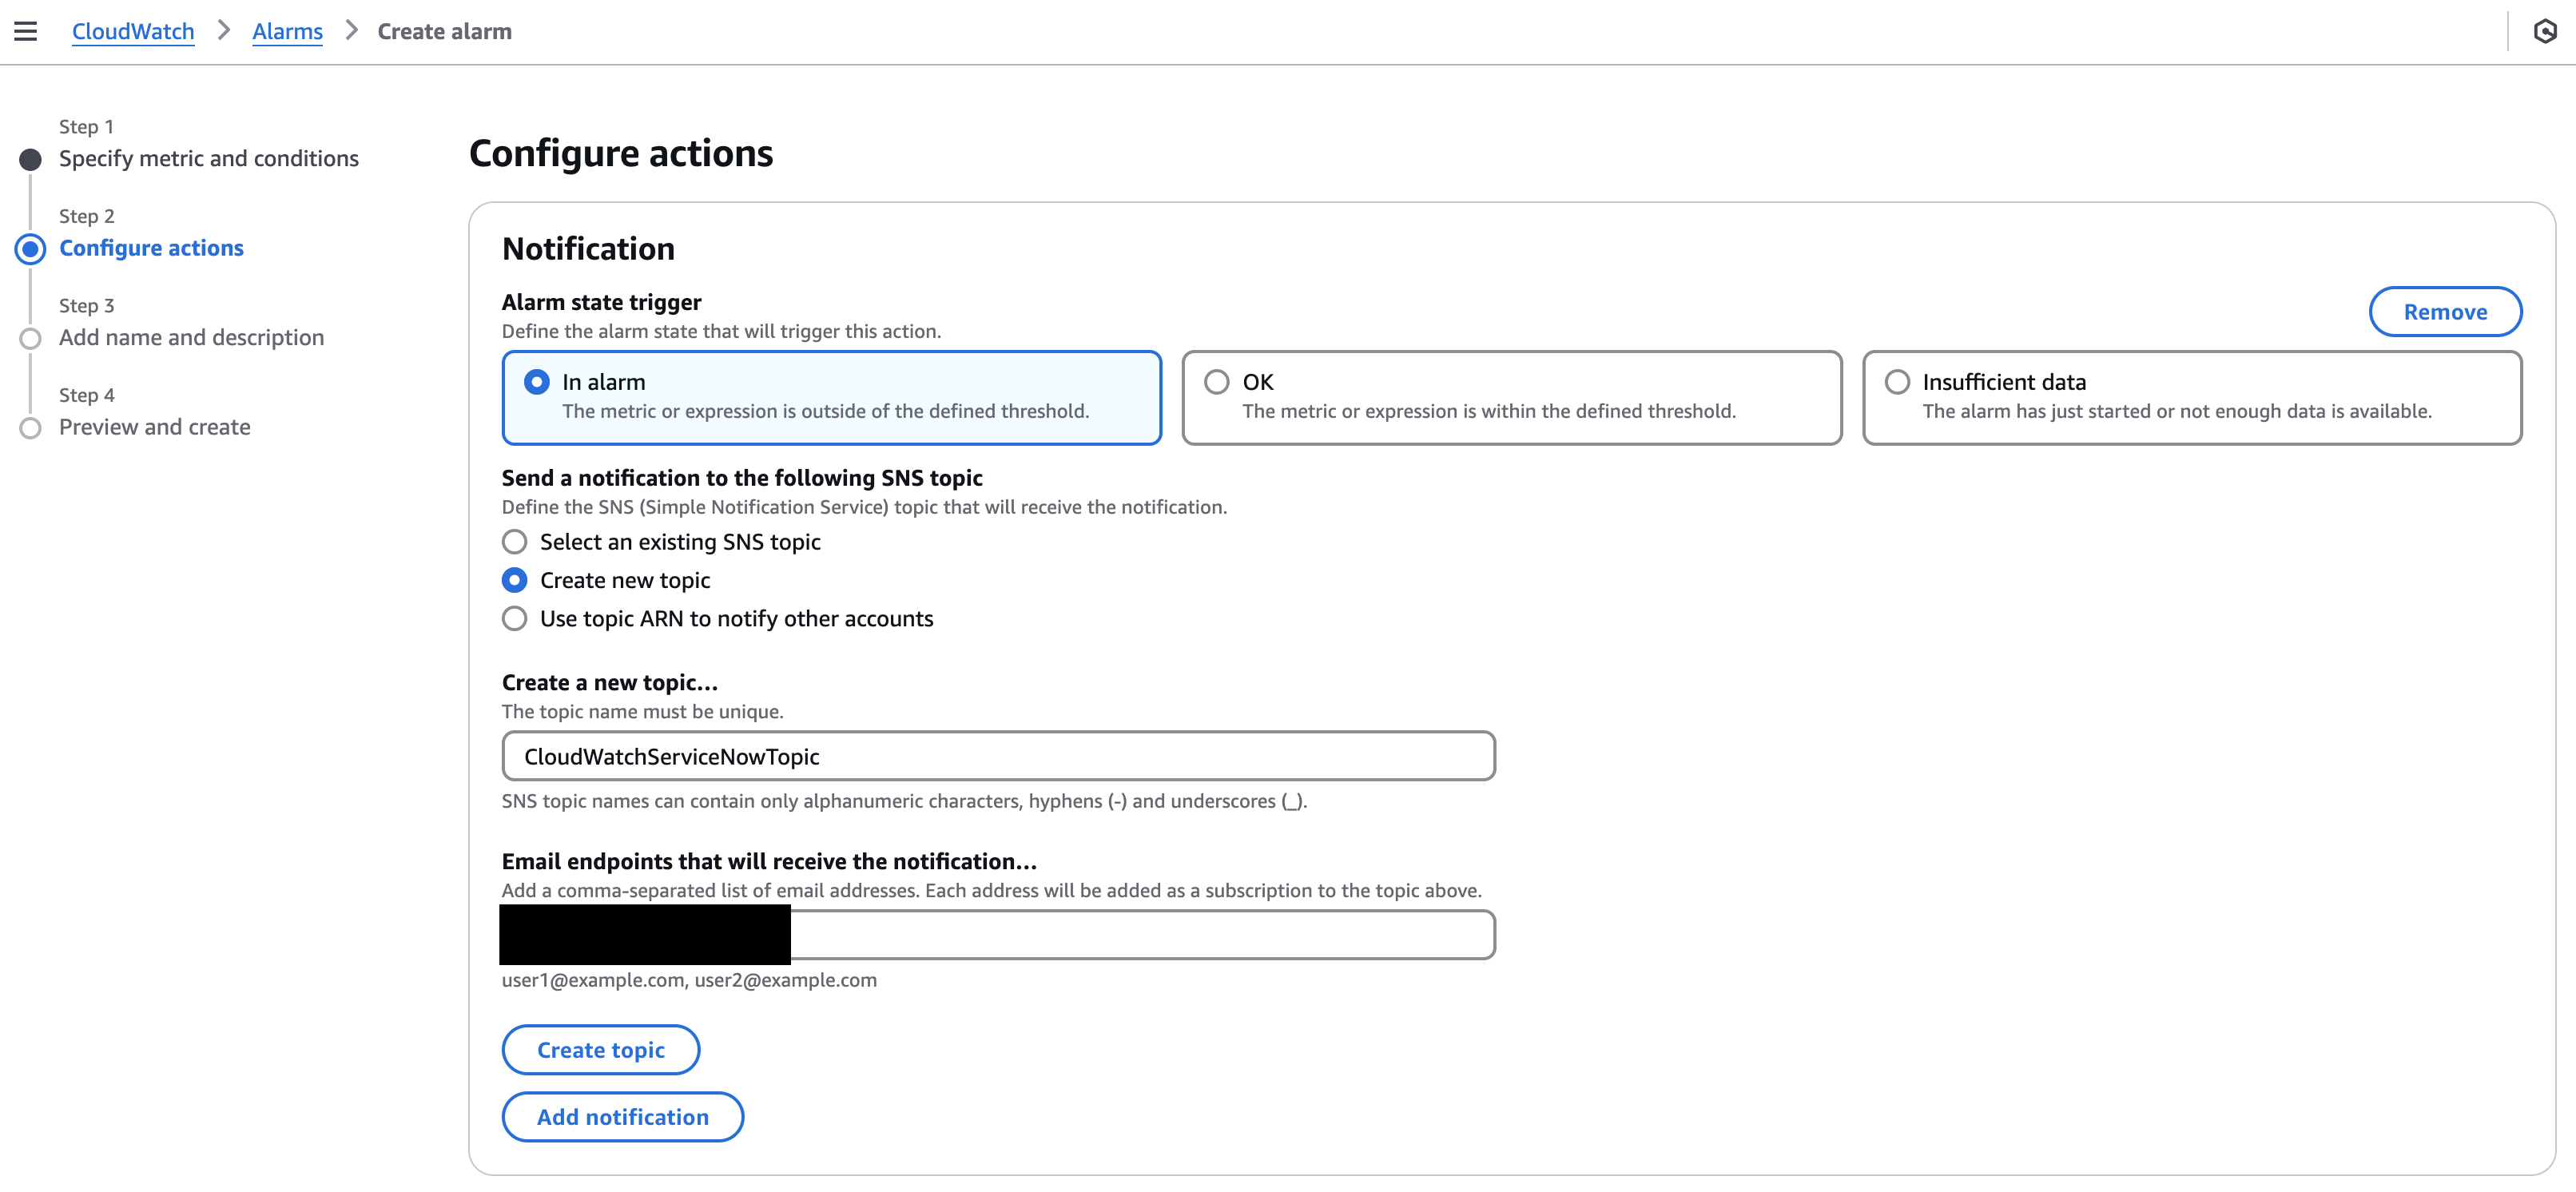 CloudWatch > Alarms > Create alarm
Step 1
Specify metric and conditions
Step 2
Configure actions
Step 3
Add name and description
Step 4
Preview and create
Configure actions
Notification
Alarm state trigger
Define the alarm state that will trigger this action.
Remove
In alarm
The metric or expression is outside of the defined threshold.
OK
The metric or expression is within the defined threshold.
Insufficient data
The alarm has just started or not enough data is available.
Send a notification to the following SNS topic
Define the SNS (Simple Notification Service) topic that will receive the notification.
Select an existing SNS topic
Create new topic
Use topic ARN to notify other accounts
Create a new topic...
The topic name must be unique.
CloudWatchServiceNowTopic
SNS topic names can contain only alphanumeric characters, hyphens (-) and underscores (_).
Email endpoints that will receive the notification...
Add a comma-separated list of email addresses. Each address will be added as a subscription to the topic above.
user1@example.com, user2@example.com
Create topic
Add notification